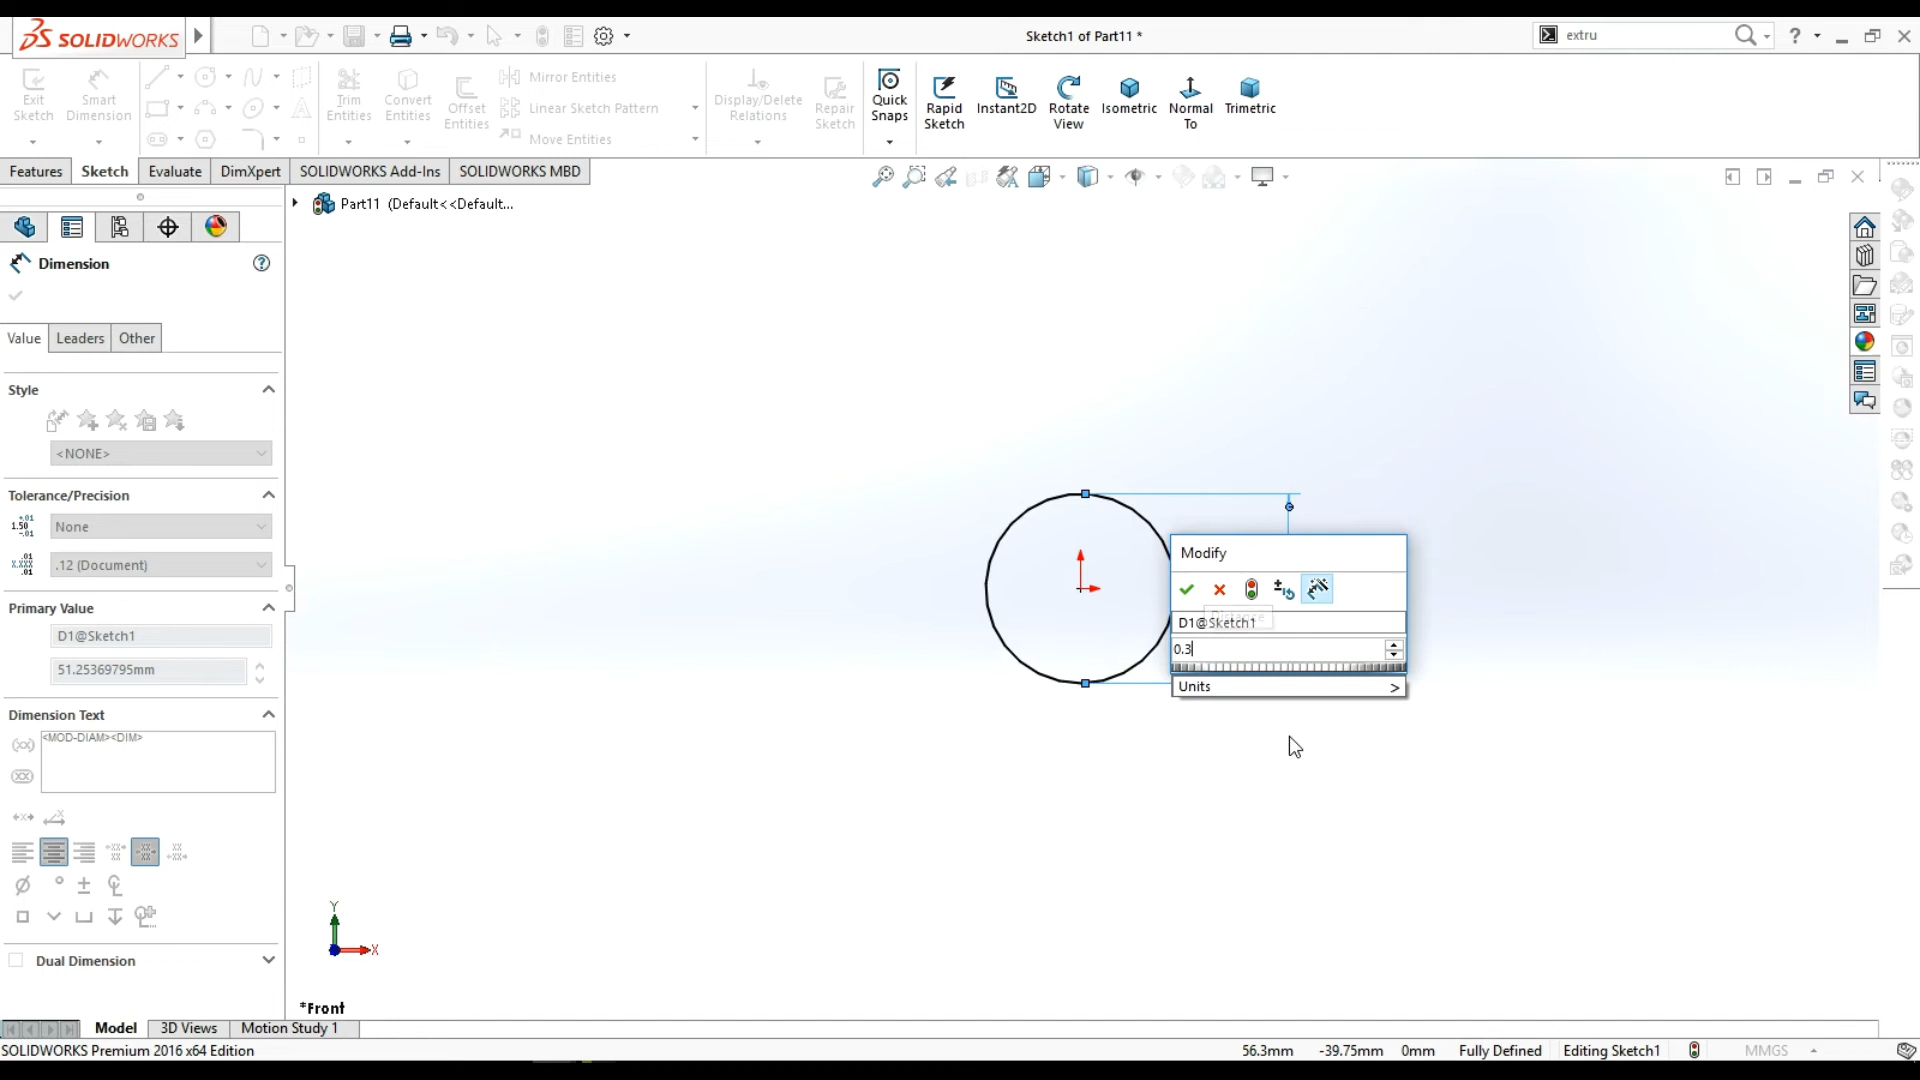 SOLIDWORKS
Sketch1 of Part11 *
extru
?
Exit Sketch
Smart Dimension
Trim Entities
Convert Entities
Offset Entities
Mirror Entities
Linear Sketch Pattern
Move Entities
Display/Delete Relations
Repair Sketch
Quick Snaps
Rapid Sketch
Instant2D
Rotate View
Isometric
Normal To
Trimetric
Features
Sketch
Evaluate
DimXpert
SOLIDWORKS Add-Ins
SOLIDWORKS MBD
Part11 (Default<<Default...
Dimension
?
Value
Leaders
Other
Style
<NONE>
Tolerance/Precision
None
.12 (Document)
Primary Value
D1@Sketch1
51.25369795mm
Dimension Text
<MOD-DIAM><DIM>
Dual Dimension
Modify
D1@Sketch1
0.3
Units >
Y
X
*Front
Model
3D Views
Motion Study 1
SOLIDWORKS Premium 2016 x64 Edition
56.3mm
-39.75mm
0mm
Fully Defined
Editing Sketch1
MMGS